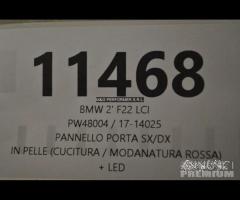 11468
BMW 2' F22 LCI
PW48004 / 17-14025
PANNELLO PORTA SX/DX
IN PELLE (CUCITURA / MODANATURA ROSSA)
+ LED
PREMIUM